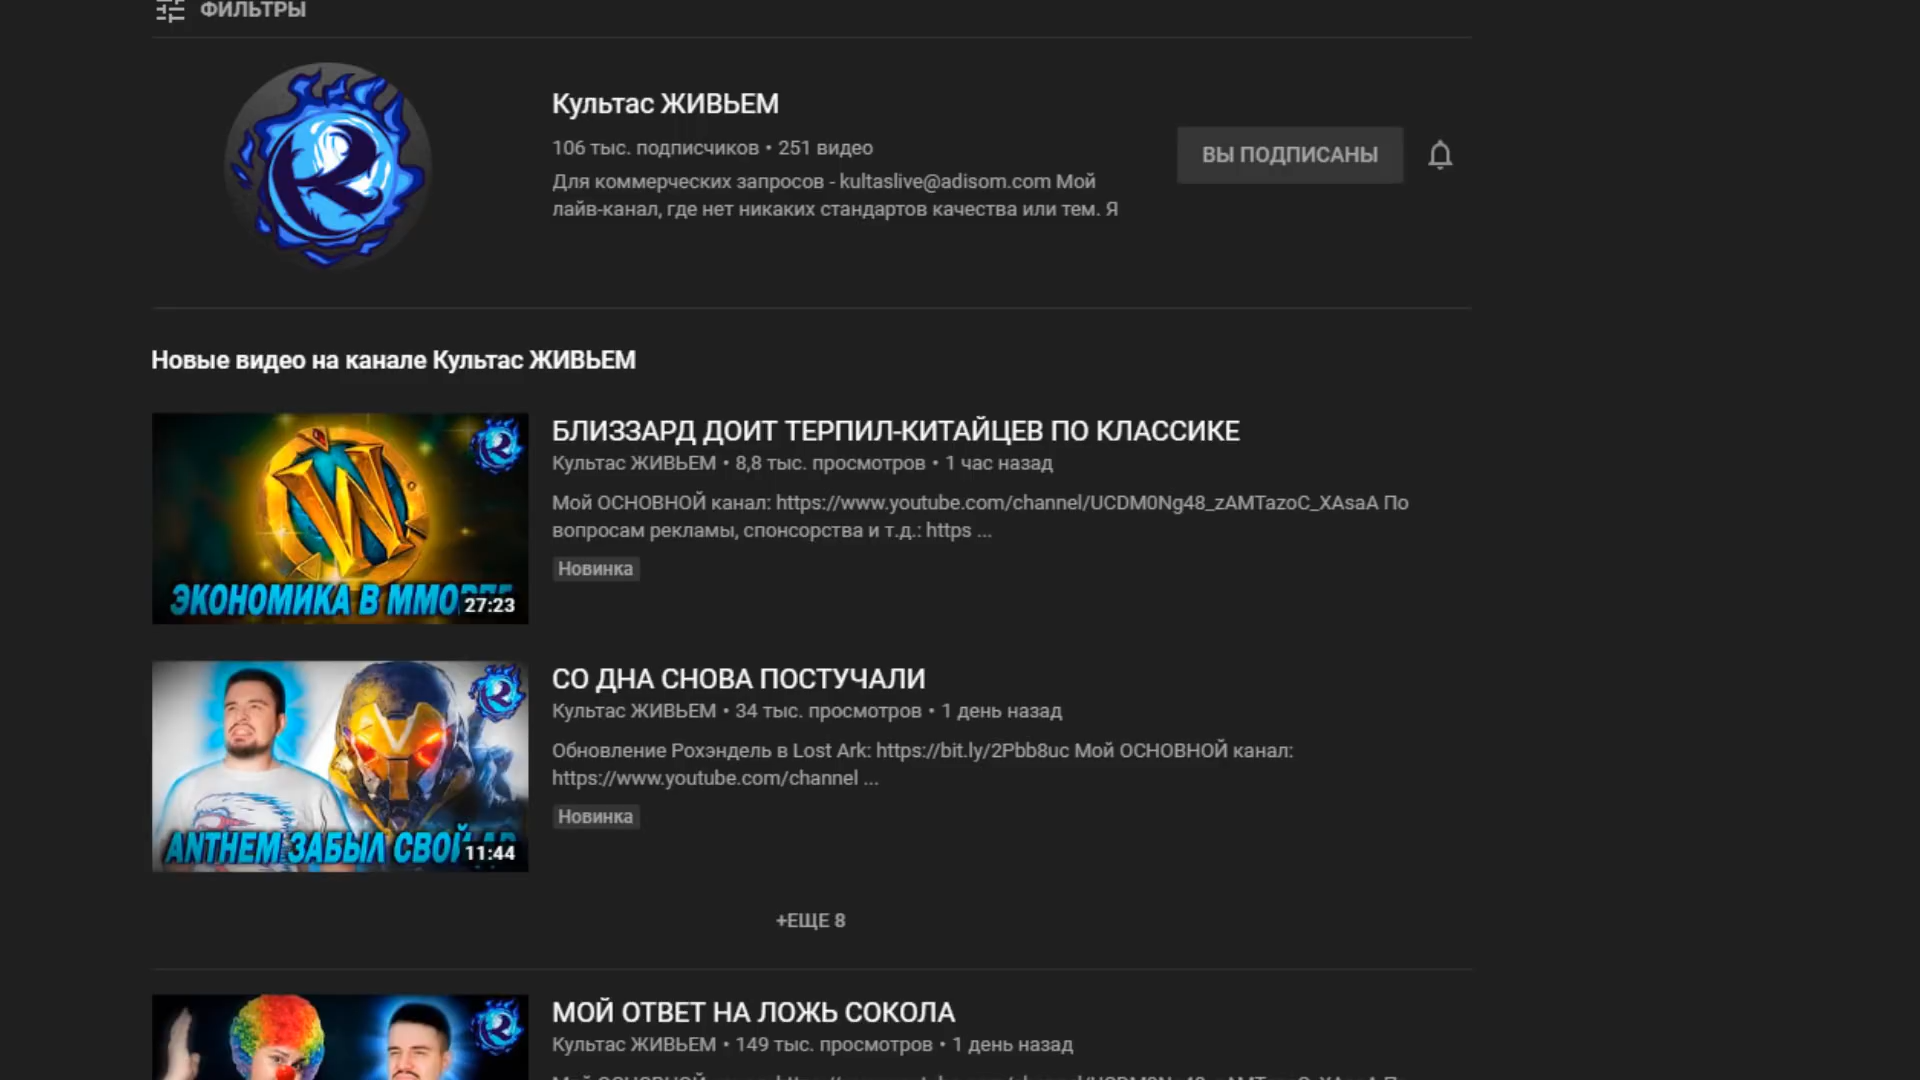 ФИЛЬТРЫ
Культас ЖИВЬЕМ
106 тыс. подписчиков • 251 видео
Для коммерческих запросов - kultaslive@adisom.com Мой
лайв-канал, где нет никаких стандартов качества или тем. Я
ВЫ ПОДПИСАНЫ
Новые видео на канале Культас ЖИВЬЕМ
ЭКОНОМИКА В
27:23
БЛИЗЗАРД ДОИТ ТЕРПИЛ-КИТАЙЦЕВ ПО КЛАССИКЕ
Культас ЖИВЬЕМ • 8,8 тыс. просмотров • 1 час назад
Мой ОСНОВНОЙ канал: https://www.youtube.com/channel/UCDM0Ng48_zAMTazoC_XAsaA По
вопросам рекламы, спонсорства и т.д.: https ...
Новинка
ANTHEM ЗАБЫЛ СВОЙ
11:44
СО ДНА СНОВА ПОСТУЧАЛИ
Культас ЖИВЬЕМ • 34 тыс. просмотров • 1 день назад
Обновление Рохэндель в Lost Ark: https://bit.ly/2Pbb8uc Мой ОСНОВНОЙ канал:
https://www.youtube.com/channel ...
Новинка
+ЕЩЕ 8
МОЙ ОТВЕТ НА ЛОЖЬ СОКОЛА
Культас ЖИВЬЕМ • 149 тыс. просмотров • 1 день назад